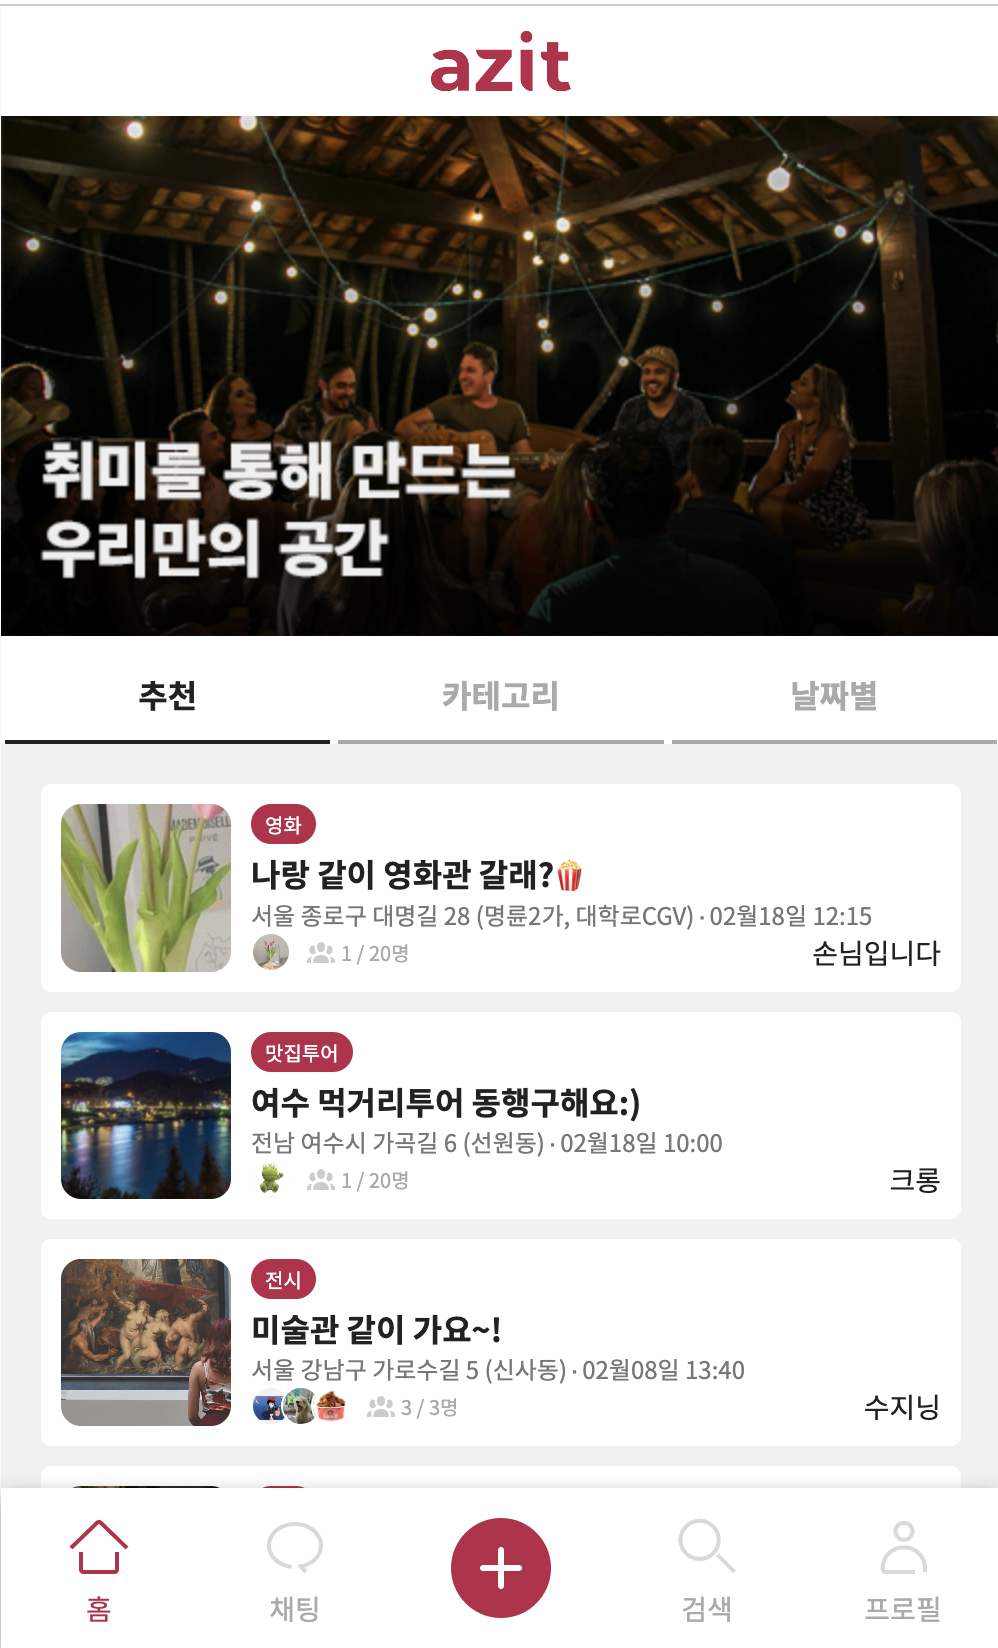 azit
취미를 통해 만드는
우리만의 공간
추천
카테고리
날짜별
영화
나랑 같이 영화관 갈래?🍿
서울 종로구 대명길 28 (명륜2가, 대학로CGV) · 02월18일 12:15
1 / 20명
손님입니다
맛집투어
여수 먹거리투어 동행구해요:)
전남 여수시 가곡길 6 (선원동) · 02월18일 10:00
1 / 20명
크롱
전시
미술관 같이 가요~!
서울 강남구 가로수길 5 (신사동) · 02월08일 13:40
3 / 3명
수지닝
홈
채팅
검색
프로필